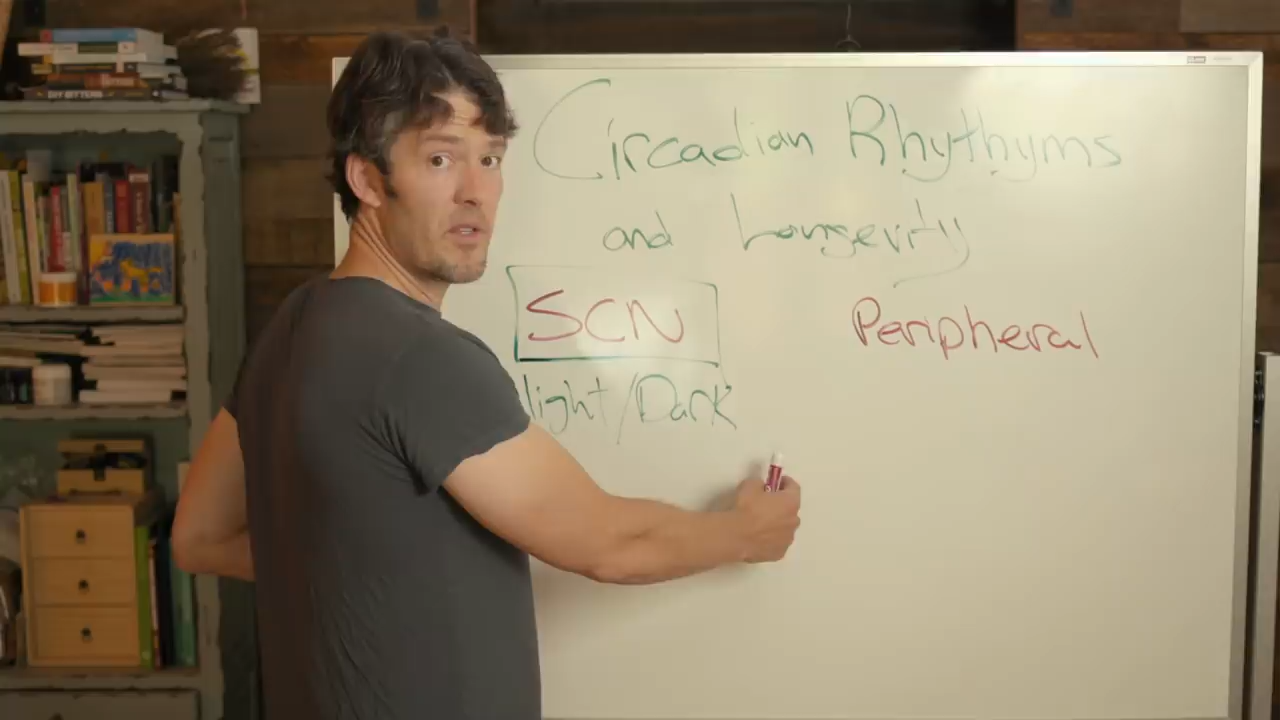 Circadian Rhythyms
and Longevity
SCN
Peripheral
light/Dark